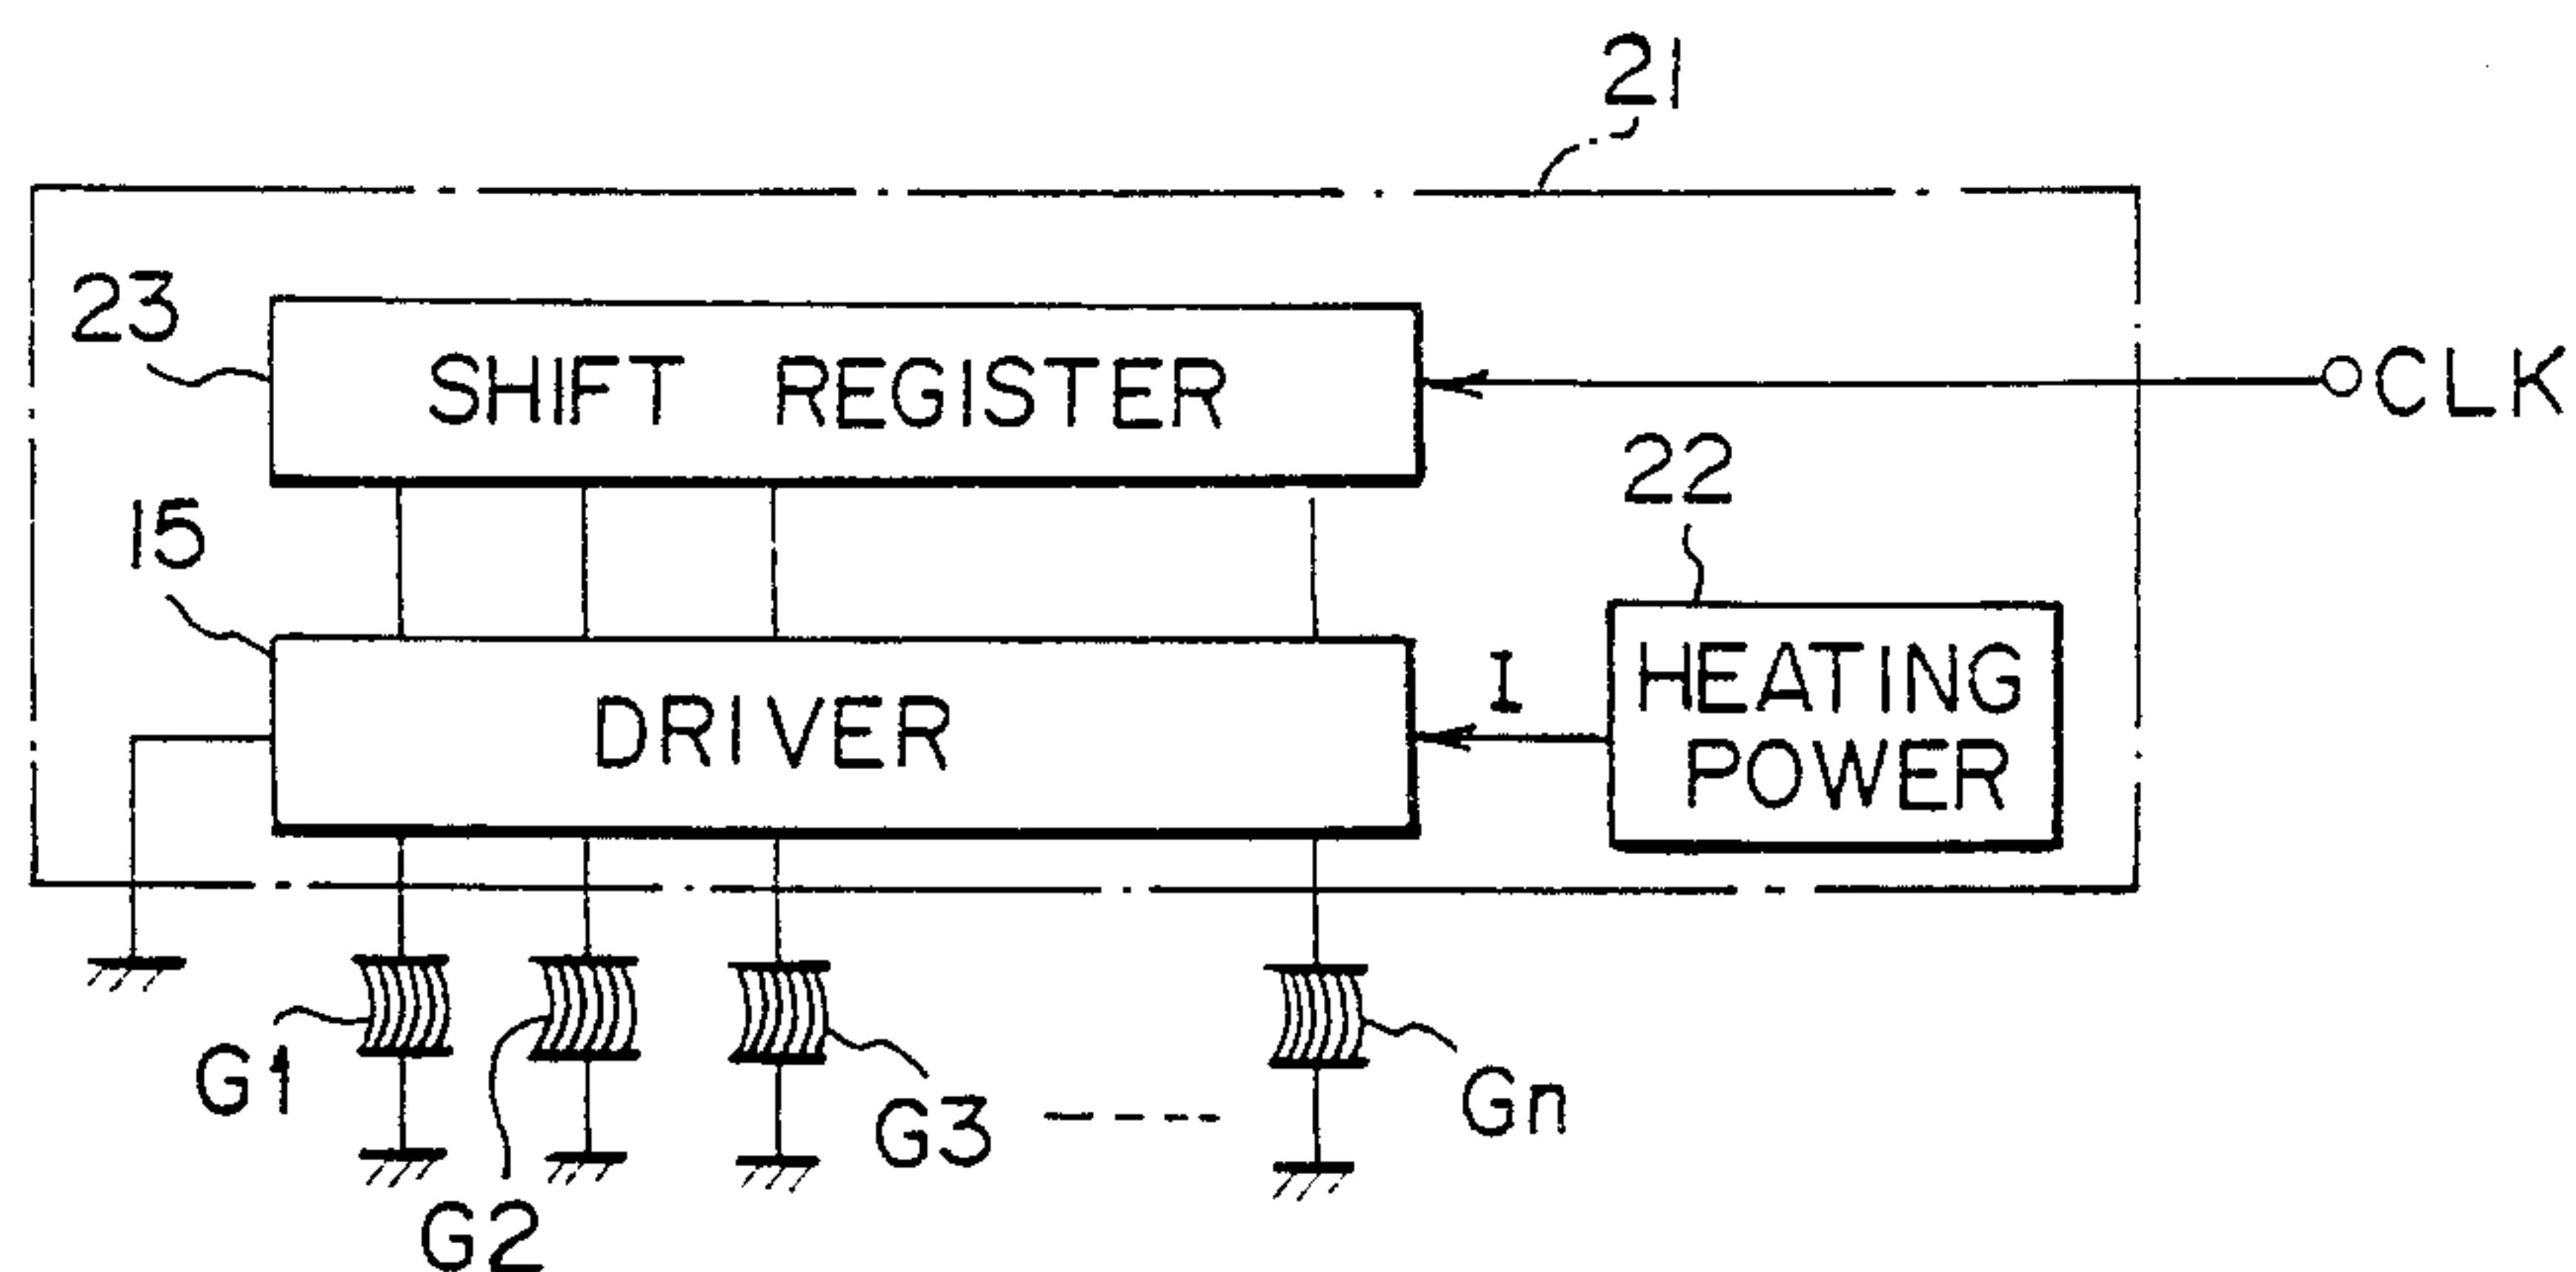 21
23
SHIFT REGISTER
CLK
22
15
HEATING
POWER
I
DRIVER
G1
G2
G3
Gn